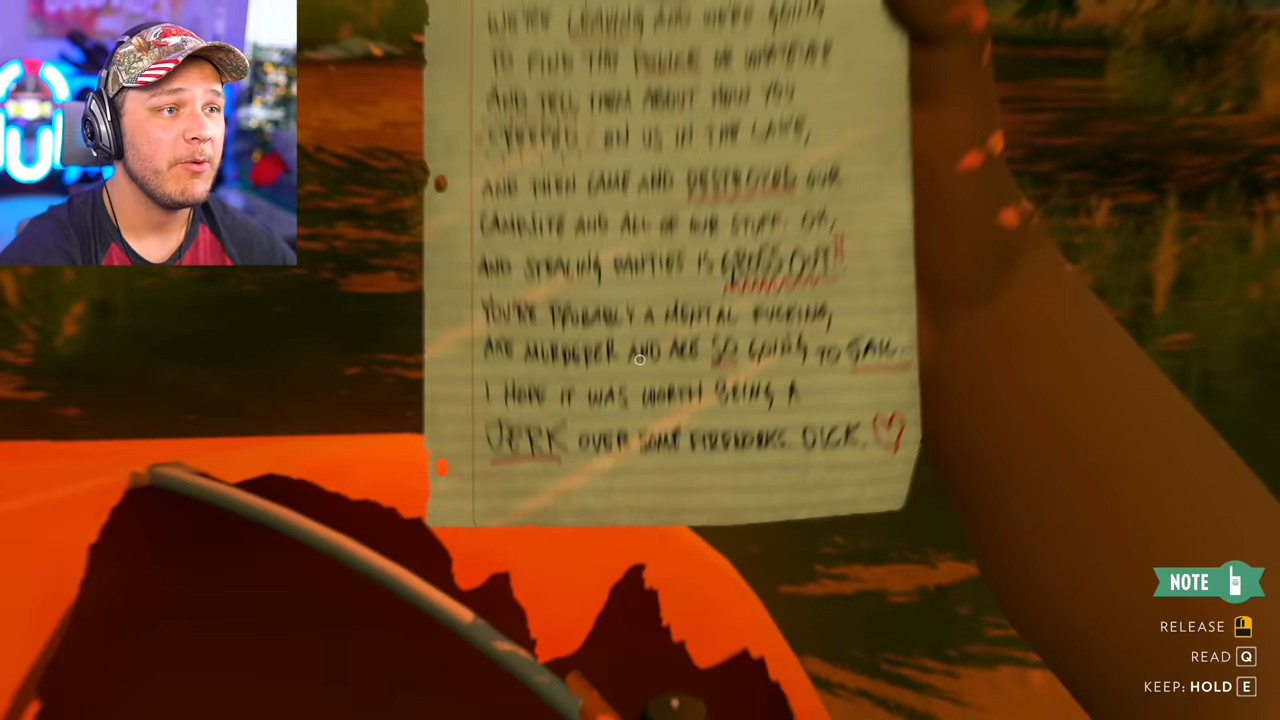 WE'RE LEAVING AND WE'RE GOING
TO FIND THE POLICE OR WHATEVER
AND TELL THEM ABOUT HOW YOU
CREEPED ON US IN THE LAKE,
AND THEN CAME AND DESTROYED OUR
CAMPSITE AND ALL OF OUR STUFF. OR,
AND STEALING PANTIES IS GROSS OUT!!
YOU'RE PROBABLY A MENTAL FUCKING,
AXE MURDERER AND ARE SO GOING TO GAIL.
I HOPE IT WAS WORTH BEING A
JERK OVER SOME FIREWORKS. DICK. ♡
NOTE
RELEASE
READ Q
KEEP: HOLD E